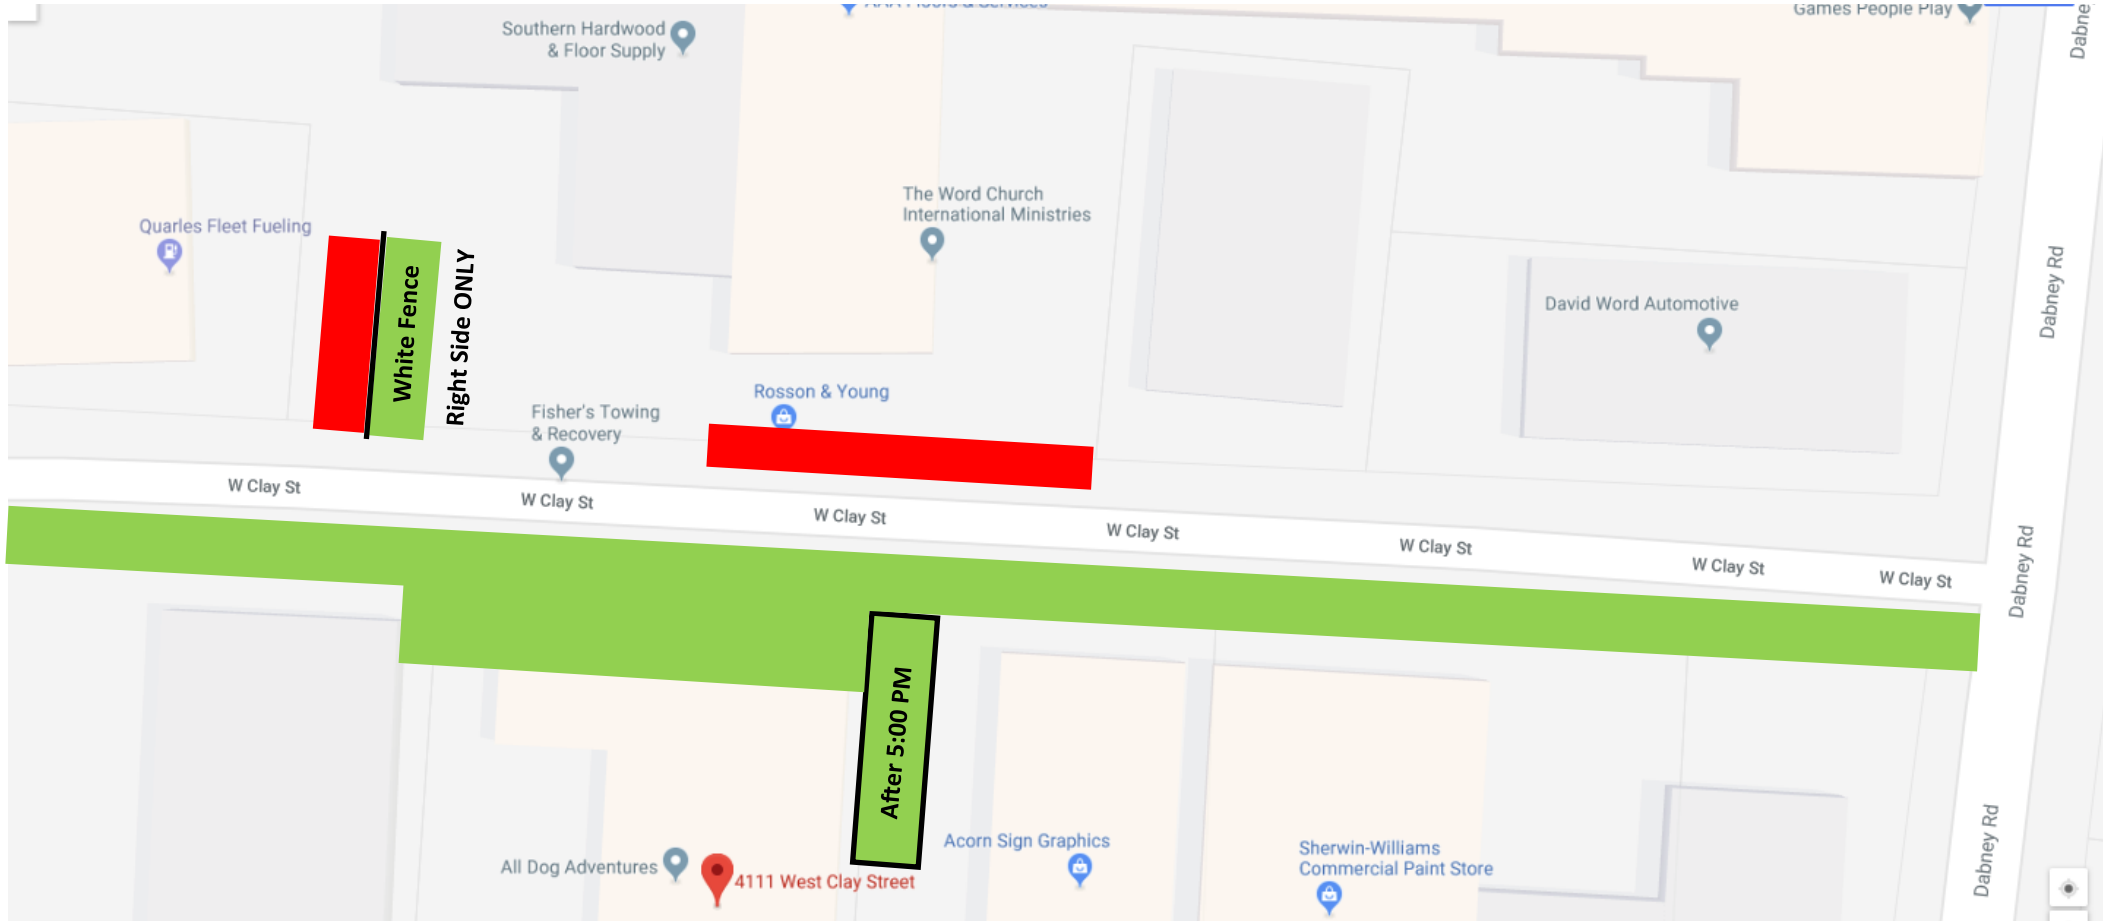 AAA Floors & Services
Games People Play
Dabney
Southern Hardwood
& Floor Supply
The Word Church
International Ministries
Quarles Fleet Fueling
White Fence
Right Side ONLY
Dabney Rd
David Word Automotive
Rosson & Young
Fisher's Towing
& Recovery
W Clay St
W Clay St
W Clay St
W Clay St
W Clay St
W Clay St
W Clay St
Dabney Rd
After 5:00 PM
Acorn Sign Graphics
Sherwin-Williams
Commercial Paint Store
All Dog Adventures
4111 West Clay Street
Dabney Rd